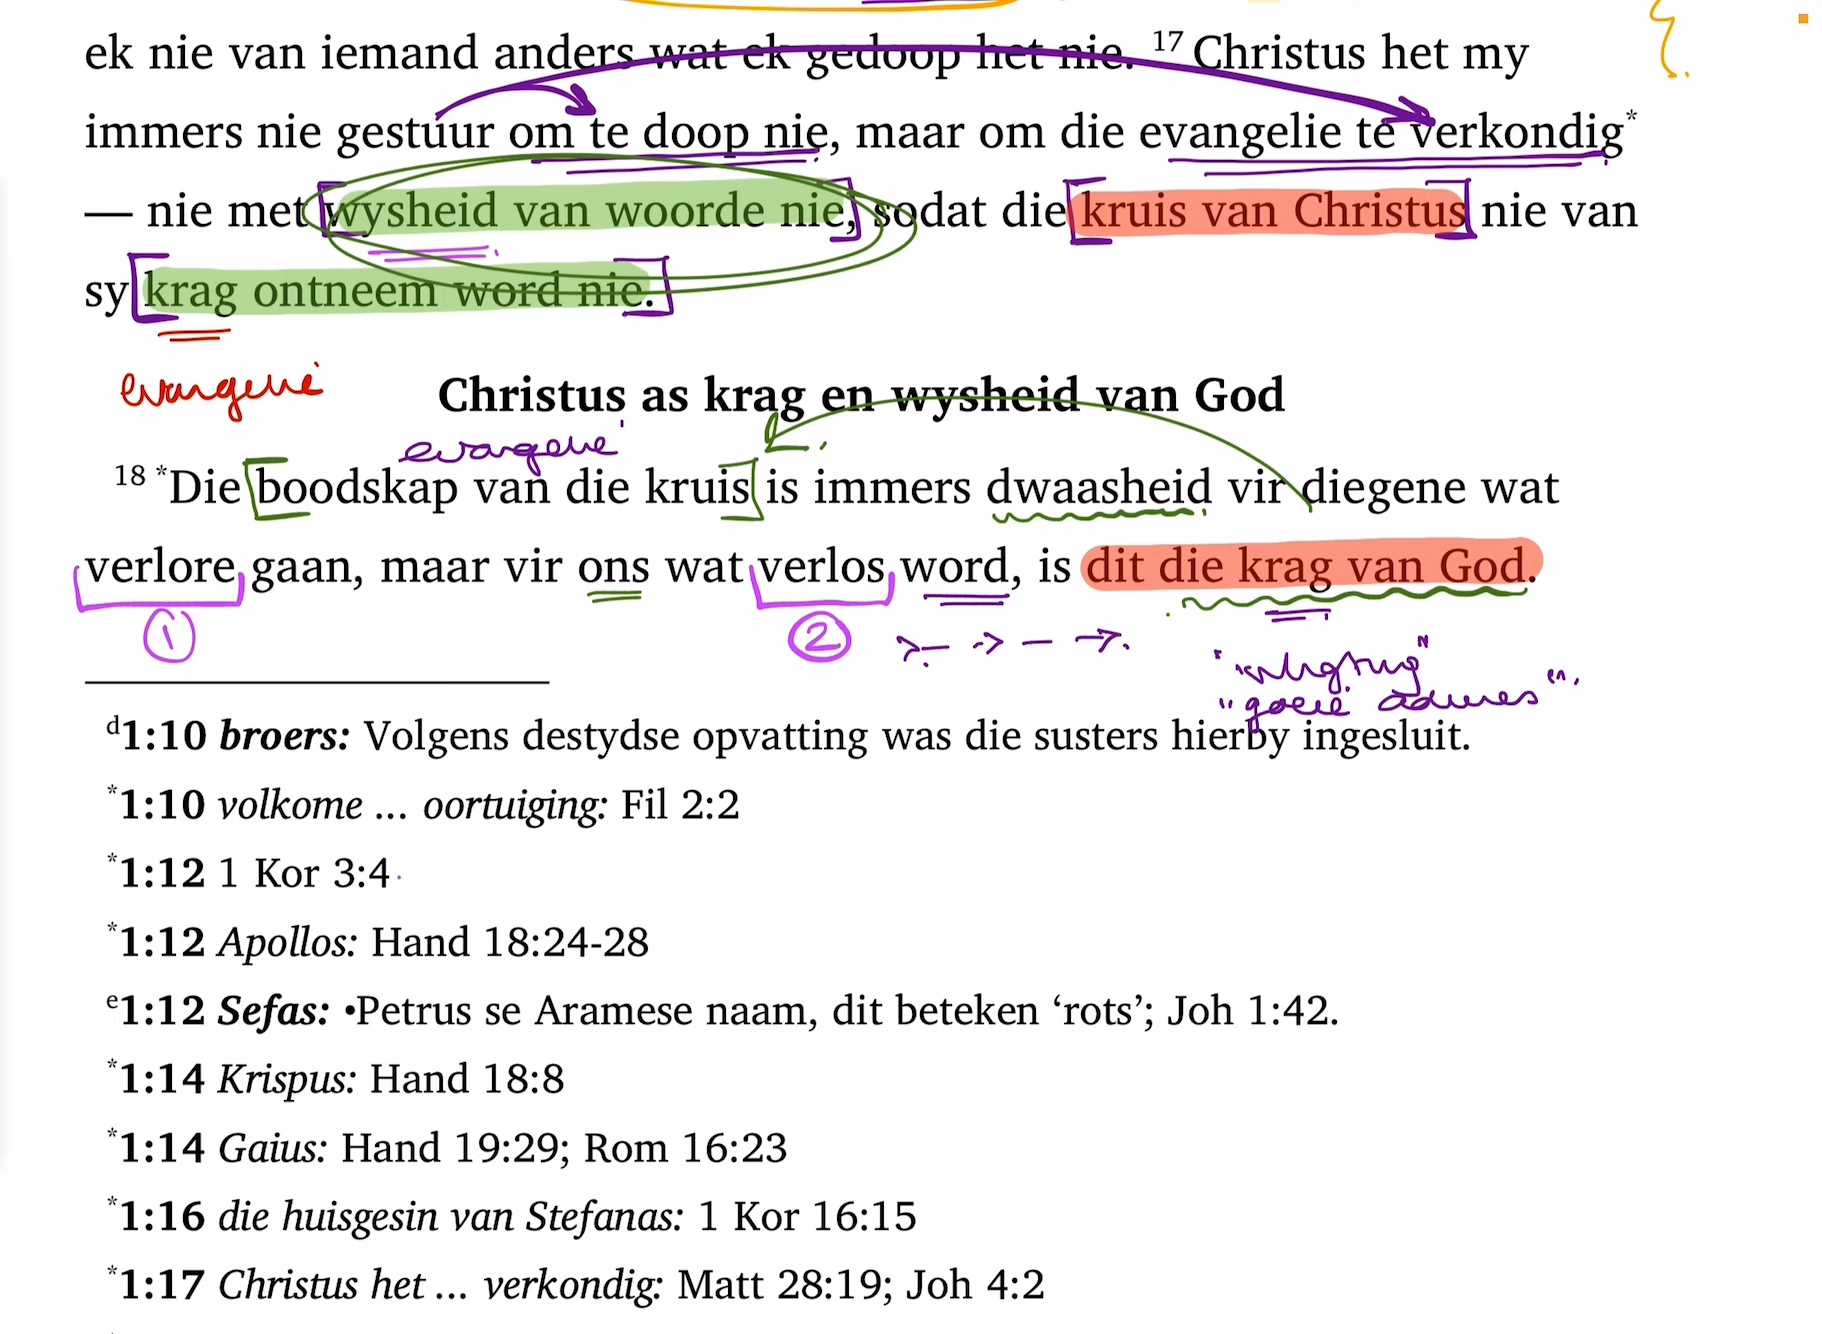 ek nie van iemand anders wat ek gedoop het nie. 17 Christus het my
immers nie gestuur om te doop nie, maar om die evangelie te verkondig*
— nie met wysheid van woorde nie, sodat die kruis van Christus nie van
sy krag ontneem word nie.
evangelie
Christus as krag en wysheid van God
evangelie
18 *Die boodskap van die kruis is immers dwaasheid vir diegene wat
verlore gaan, maar vir ons wat verlos word, is dit die krag van God.
1 2
"goeie advies"
d1:10 broers: Volgens destydse opvatting was die susters hierby ingesluit.
*1:10 volkome ... oortuiging: Fil 2:2
*1:12 1 Kor 3:4
*1:12 Apollos: Hand 18:24-28
e1:12 Sefas: •Petrus se Aramese naam, dit beteken ‘rots’; Joh 1:42.
*1:14 Krispus: Hand 18:8
*1:14 Gaius: Hand 19:29; Rom 16:23
*1:16 die huisgesin van Stefanas: 1 Kor 16:15
*1:17 Christus het ... verkondig: Matt 28:19; Joh 4:2